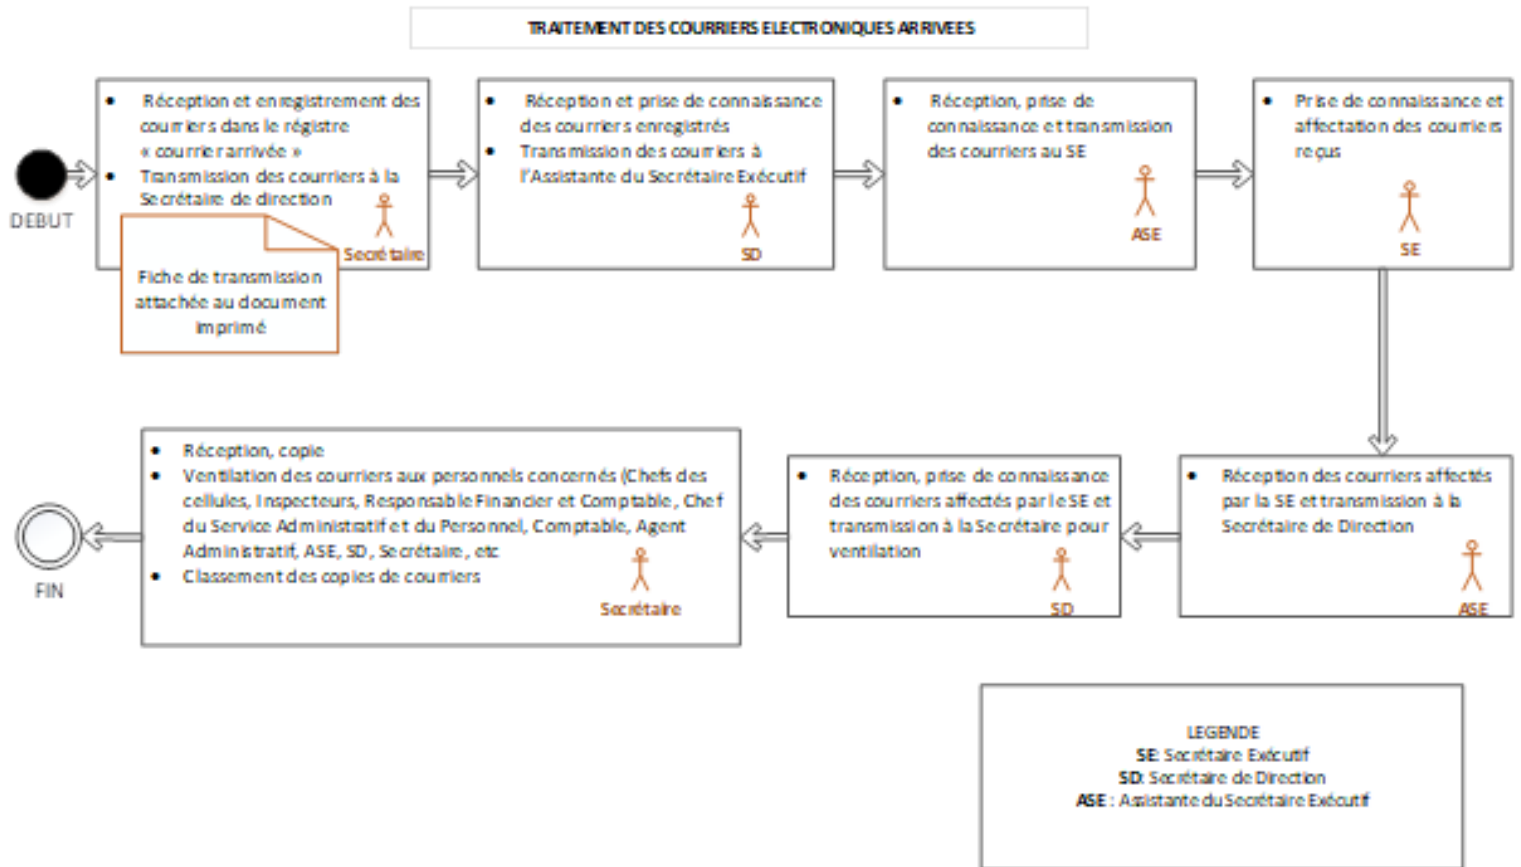 TRAITEMENT DES COURRIERS ELECTRONIQUES ARRIVEES
DEBUT
• Réception et enregistrement des
courriers dans le régistre
« courrier arrivée »
• Transmission des courriers à la
Secrétaire de direction
Secrétaire
Fiche de transmission
attachée au document
imprimé
• Réception et prise de connaissance
des courriers enregistrés
• Transmission des courriers à
l'Assistante du Secrétaire Exécutif
SD
• Réception, prise de
connaissance et transmission
des courriers au SE
ASE
• Prise de connaissance et
affectation des courriers
reçus
SE
• Réception des courriers affectés
par la SE et transmission à la
Secrétaire de Direction
ASE
• Réception, prise de connaissance
des courriers affectés par le SE et
transmission à la Secrétaire pour
ventilation
SD
• Réception, copie
• Ventilation des courriers aux personnels concernés (Chefs des
cellules, Inspecteurs, Responsable Financier et Comptable, Chef
du Service Administratif et du Personnel, Comptable, Agent
Administratif, ASE, SD, Secrétaire, etc
• Classement des copies de courriers
Secrétaire
FIN
LEGENDE
SE: Secrétaire Exécutif
SD: Secrétaire de Direction
ASE : Assistante du Secrétaire Exécutif